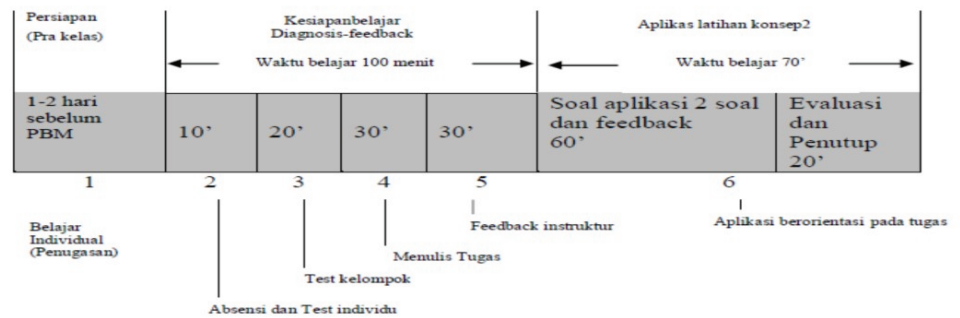 Persiapan
(Pra kelas)
Kesiapanbelajar
Diagnosis-feedback
Waktu belajar 100 menit
Aplikas latihan konsep2
Waktu belajar 70'
1-2 hari
sebelum
PBM
10'
20'
30'
30'
Soal aplikasi 2 soal
dan feedback
60'
Evaluasi
dan
Penutup
20'
1
2
3
4
5
6
Belajar
Individual
(Penugasan)
Feedback instruktur
Aplikasi berorientasi pada tugas
Menulis Tugas
Test kelompok
Absensi dan Test individu